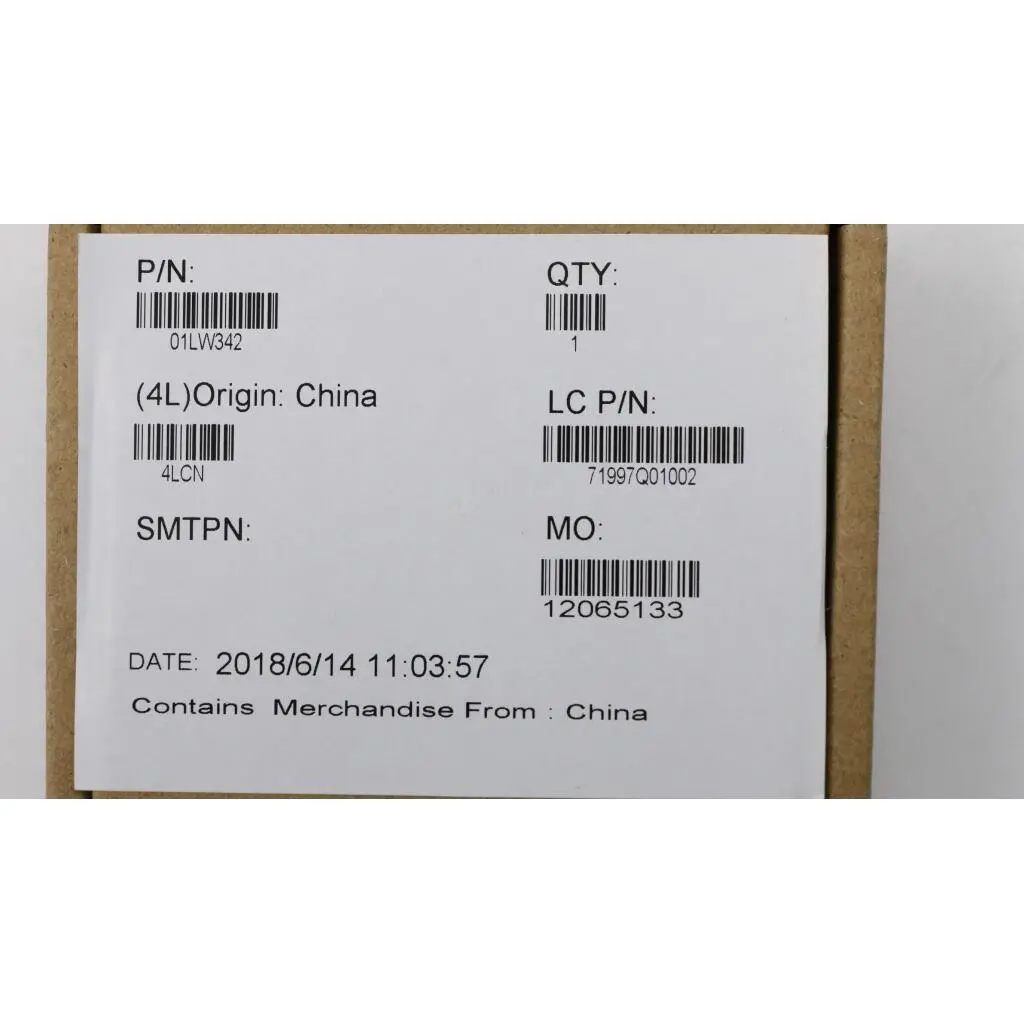 P/N:
01LW342
QTY:
1
(4L)Origin: China
4LCN
LC P/N:
71997Q01002
SMTPN:
MO:
12065133
DATE: 2018/6/14 11:03:57
Contains Merchandise From : China